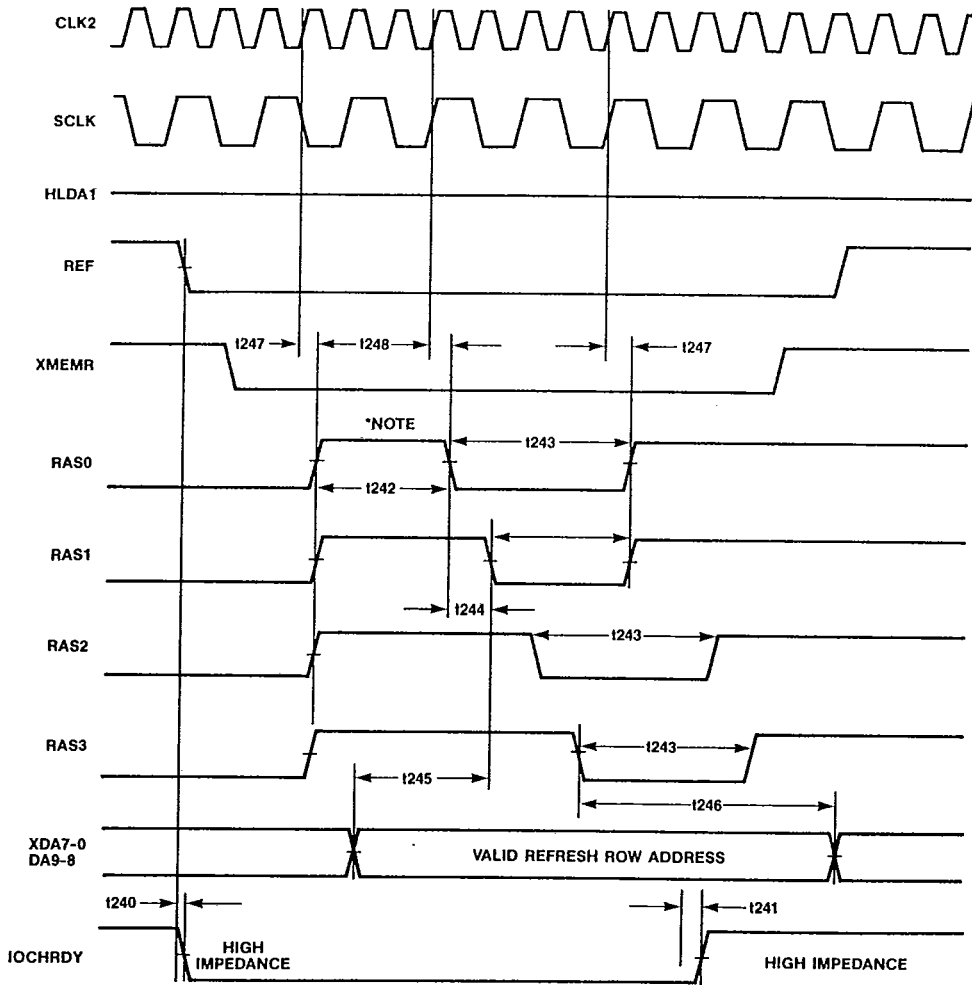 CLK2
SCLK
HLDA1
REF
XMEMR
t247
t248
t247
*NOTE
RAS0
t243
t242
RAS1
t244
RAS2
t243
RAS3
t243
t245
t246
XDA7-0
DA9-8
VALID REFRESH ROW ADDRESS
t240
t241
IOCHRDY
HIGH
IMPEDANCE
HIGH IMPEDANCE